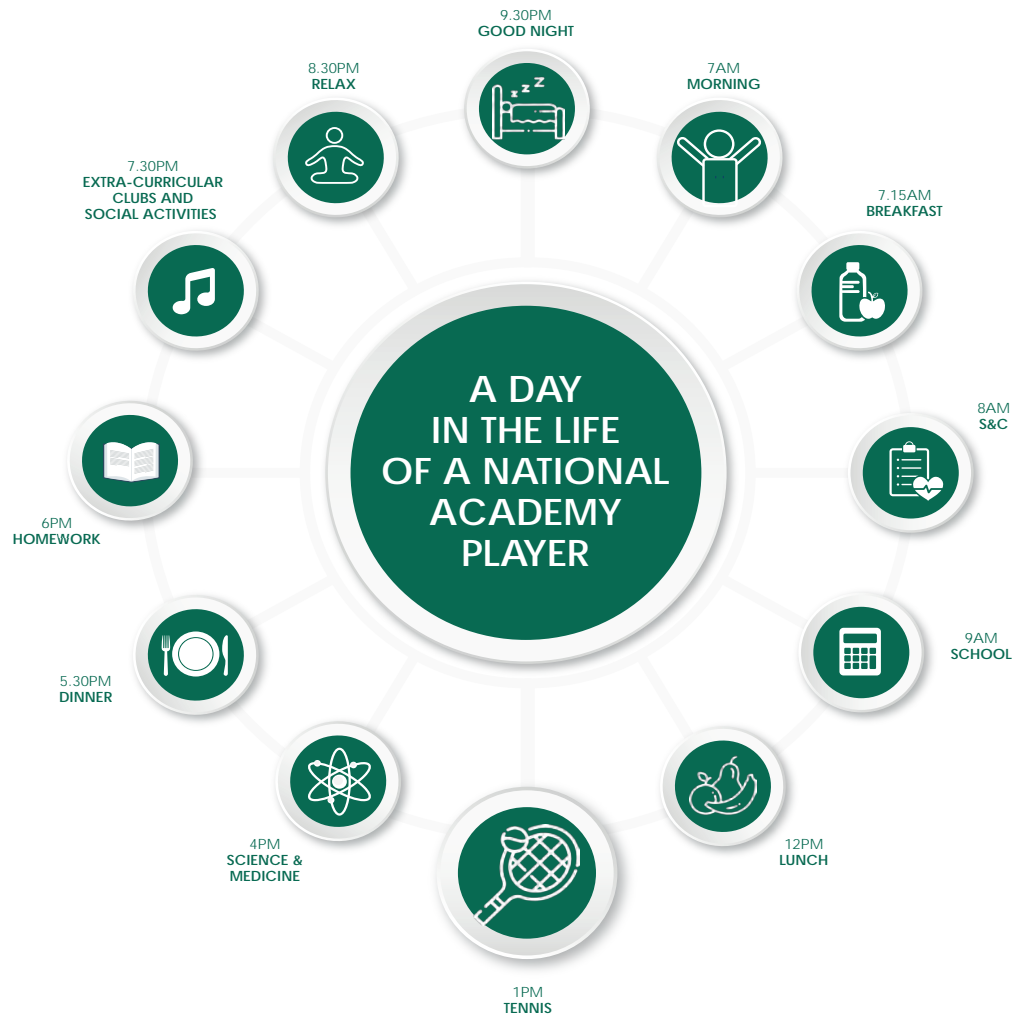 A DAY
IN THE LIFE
OF A NATIONAL
ACADEMY
PLAYER
7AM
MORNING
7.15AM
BREAKFAST
8AM
S&C
9AM
SCHOOL
12PM
LUNCH
1PM
TENNIS
4PM
SCIENCE &
MEDICINE
5.30PM
DINNER
6PM
HOMEWORK
7.30PM
EXTRA-CURRICULAR
CLUBS AND
SOCIAL ACTIVITIES
8.30PM
RELAX
9.30PM
GOOD NIGHT
z z Z